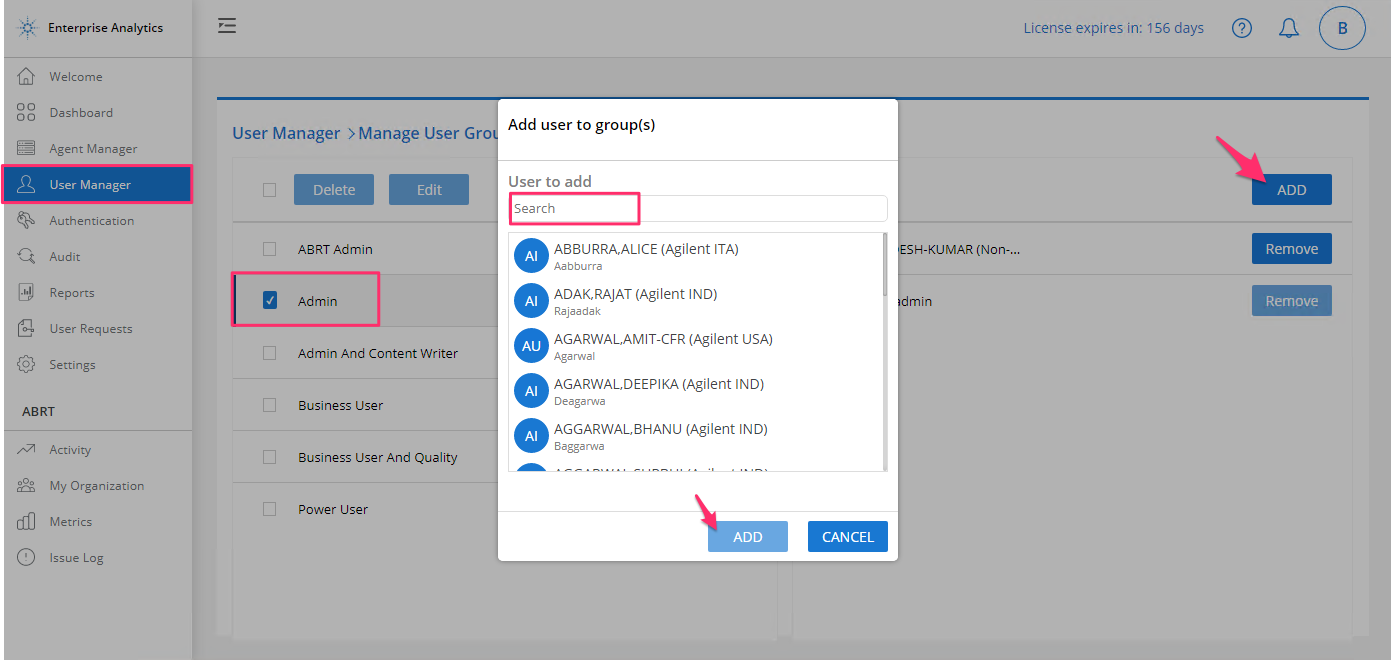 Enterprise Analytics
License expires in: 156 days
B
Welcome
Dashboard
Agent Manager
User Manager
Authentication
Audit
Reports
User Requests
Settings
ABRT
Activity
My Organization
Metrics
Issue Log
User Manager > Manage User Grou
Delete Edit
ABRT Admin
Admin
Admin And Content Writer
Business User
Business User And Quality
Power User
Add user to group(s)
User to add
Search
AI ABBURRA,ALICE (Agilent ITA)
Aabburra
AI ADAK,RAJAT (Agilent IND)
Rajaadak
AU AGARWAL,AMIT-CFR (Agilent USA)
Agarwal
AI AGARWAL,DEEPIKA (Agilent IND)
Deagarwa
AI AGGARWAL,BHANU (Agilent IND)
Baggarwa
ADD CANCEL
ADD
ESH-KUMAR (Non-... Remove
admin Remove